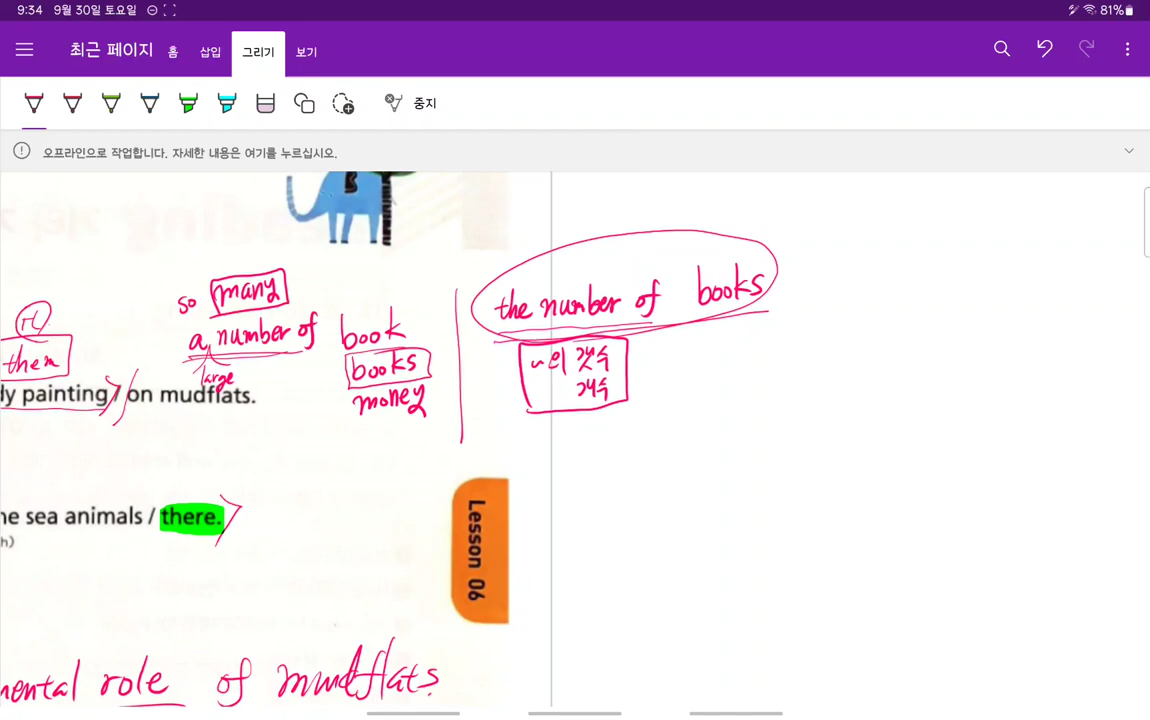 9:34 9월 30일 토요일 81%
최근 페이지 홈 삽입 그리기 보기
중지
오프라인으로 작업합니다. 자세한 내용은 여기를 누르십시오.
so many
the number of books
a number of book
large
books
money
~의 갯수
개수
then
dy painting / on mudflats.
ne sea animals / there.
h)
Lesson 06
mental role of mudflats